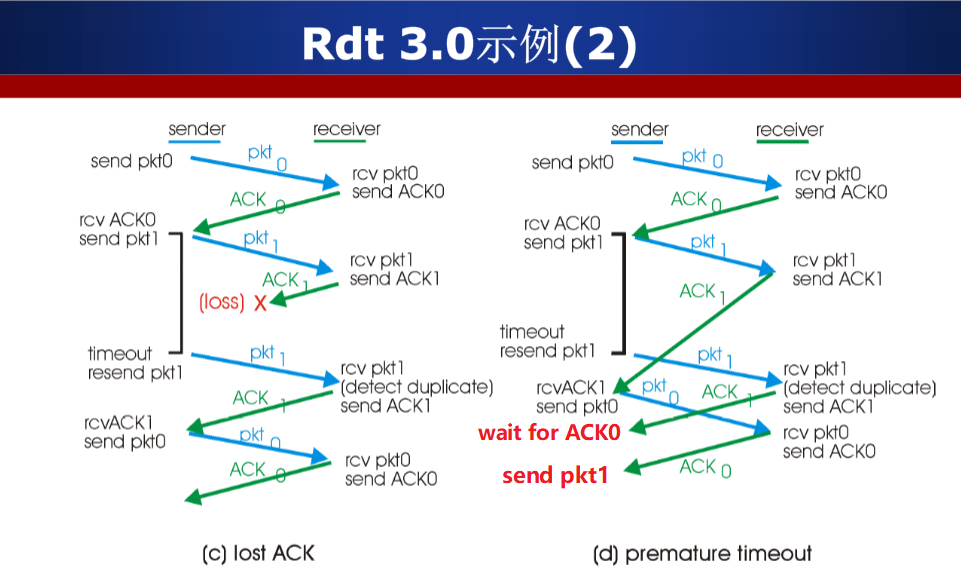 Rdt 3.0示例(2)
sender
receiver
send pkt0
pkt 0
rcv pkt0
send ACK0
ACK 0
rcv ACK0
send pkt1
pkt 1
rcv pkt1
send ACK1
ACK 1
(loss) X
timeout
resend pkt1
pkt 1
rcv pkt1
(detect duplicate)
send ACK1
ACK 1
rcvACK1
send pkt0
pkt 0
rcv pkt0
send ACK0
ACK 0
(c) lost ACK
sender
receiver
send pkt0
pkt 0
rcv pkt0
send ACK0
ACK 0
rcv ACK0
send pkt1
pkt 1
rcv pkt1
send ACK1
ACK 1
timeout
resend pkt1
pkt 1
rcv pkt1
(detect duplicate)
send ACK1
rcvACK1
send pkt0
pkt 0
ACK 1
wait for ACK0
rcv pkt0
send ACK0
send pkt1
ACK 0
(d) premature timeout